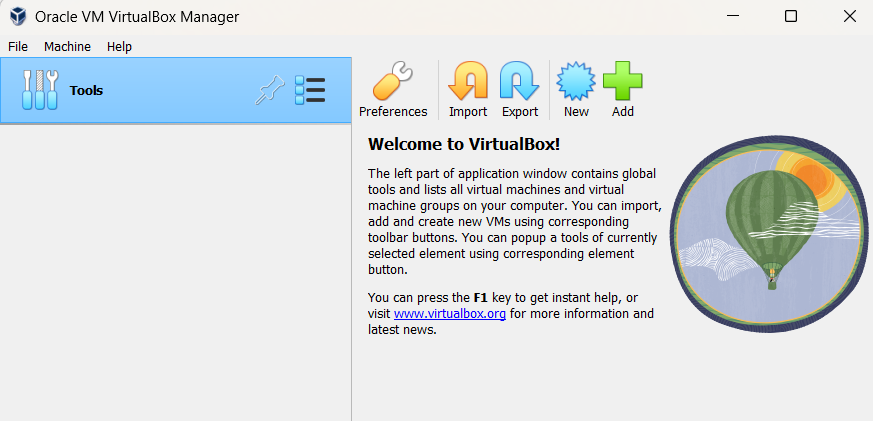 Oracle VM VirtualBox Manager
File Machine Help
Tools
Preferences Import Export New Add
Welcome to VirtualBox!
The left part of application window contains global
tools and lists all virtual machines and virtual
machine groups on your computer. You can import,
add and create new VMs using corresponding
toolbar buttons. You can popup a tools of currently
selected element using corresponding element
button.
You can press the F1 key to get instant help, or
visit www.virtualbox.org for more information and
latest news.